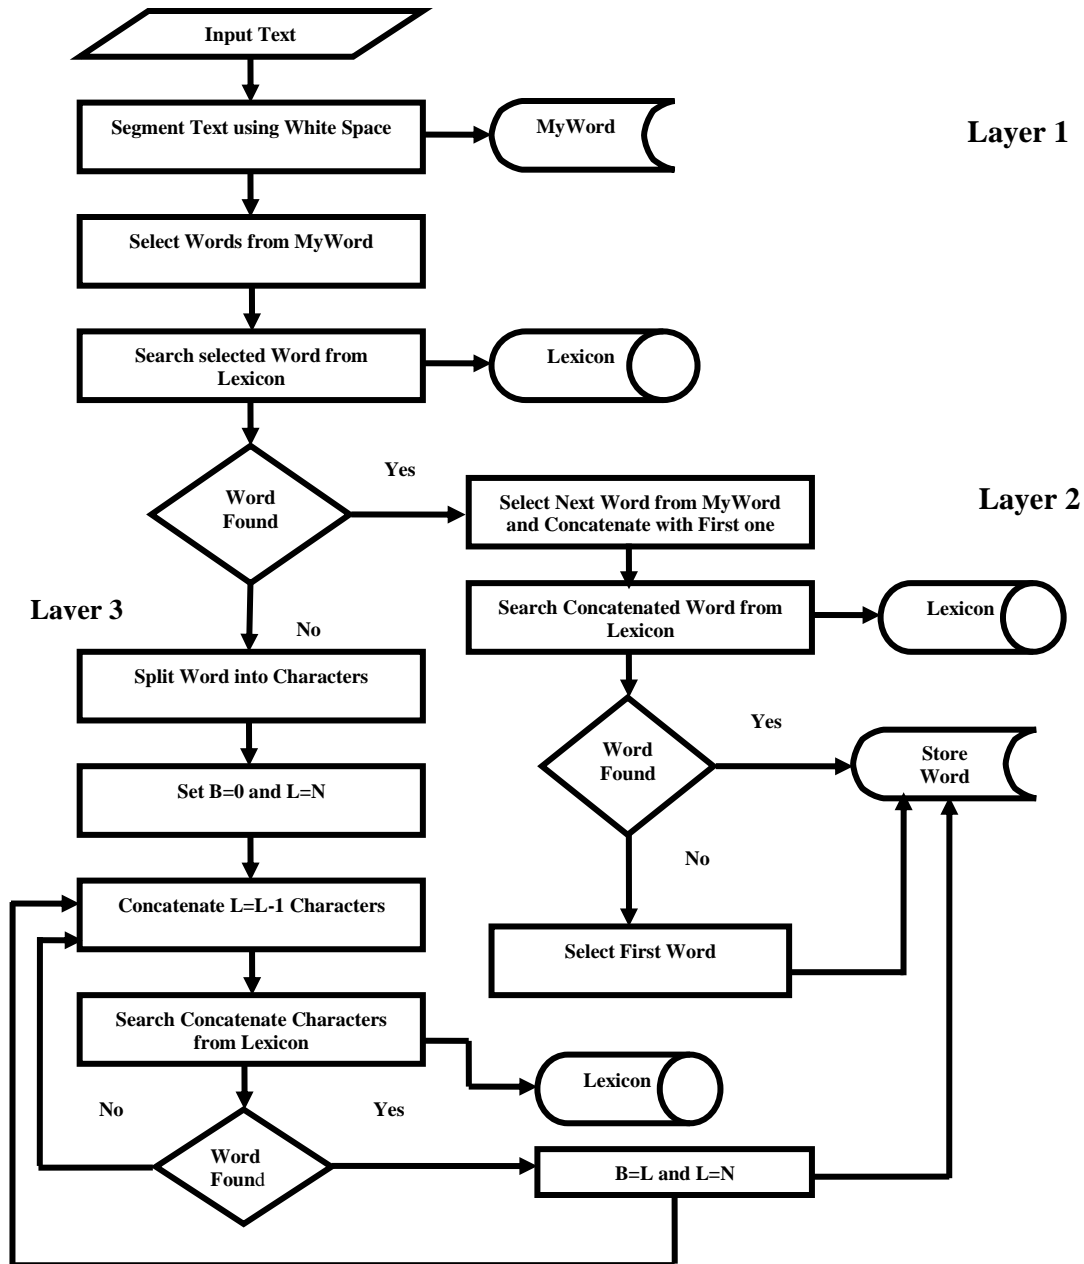 Input Text
Segment Text using White Space
MyWord
Layer 1
Select Words from MyWord
Search selected Word from
Lexicon
Lexicon
Yes
Word
Found
Select Next Word from MyWord
and Concatenate with First one
Layer 2
Search Concatenated Word from
Lexicon
Lexicon
Layer 3
No
Split Word into Characters
Yes
Word
Found
Store
Word
Set B=0 and L=N
No
Concatenate L=L-1 Characters
Select First Word
Search Concatenate Characters
from Lexicon
Lexicon
No
Yes
Word
Found
B=L and L=N